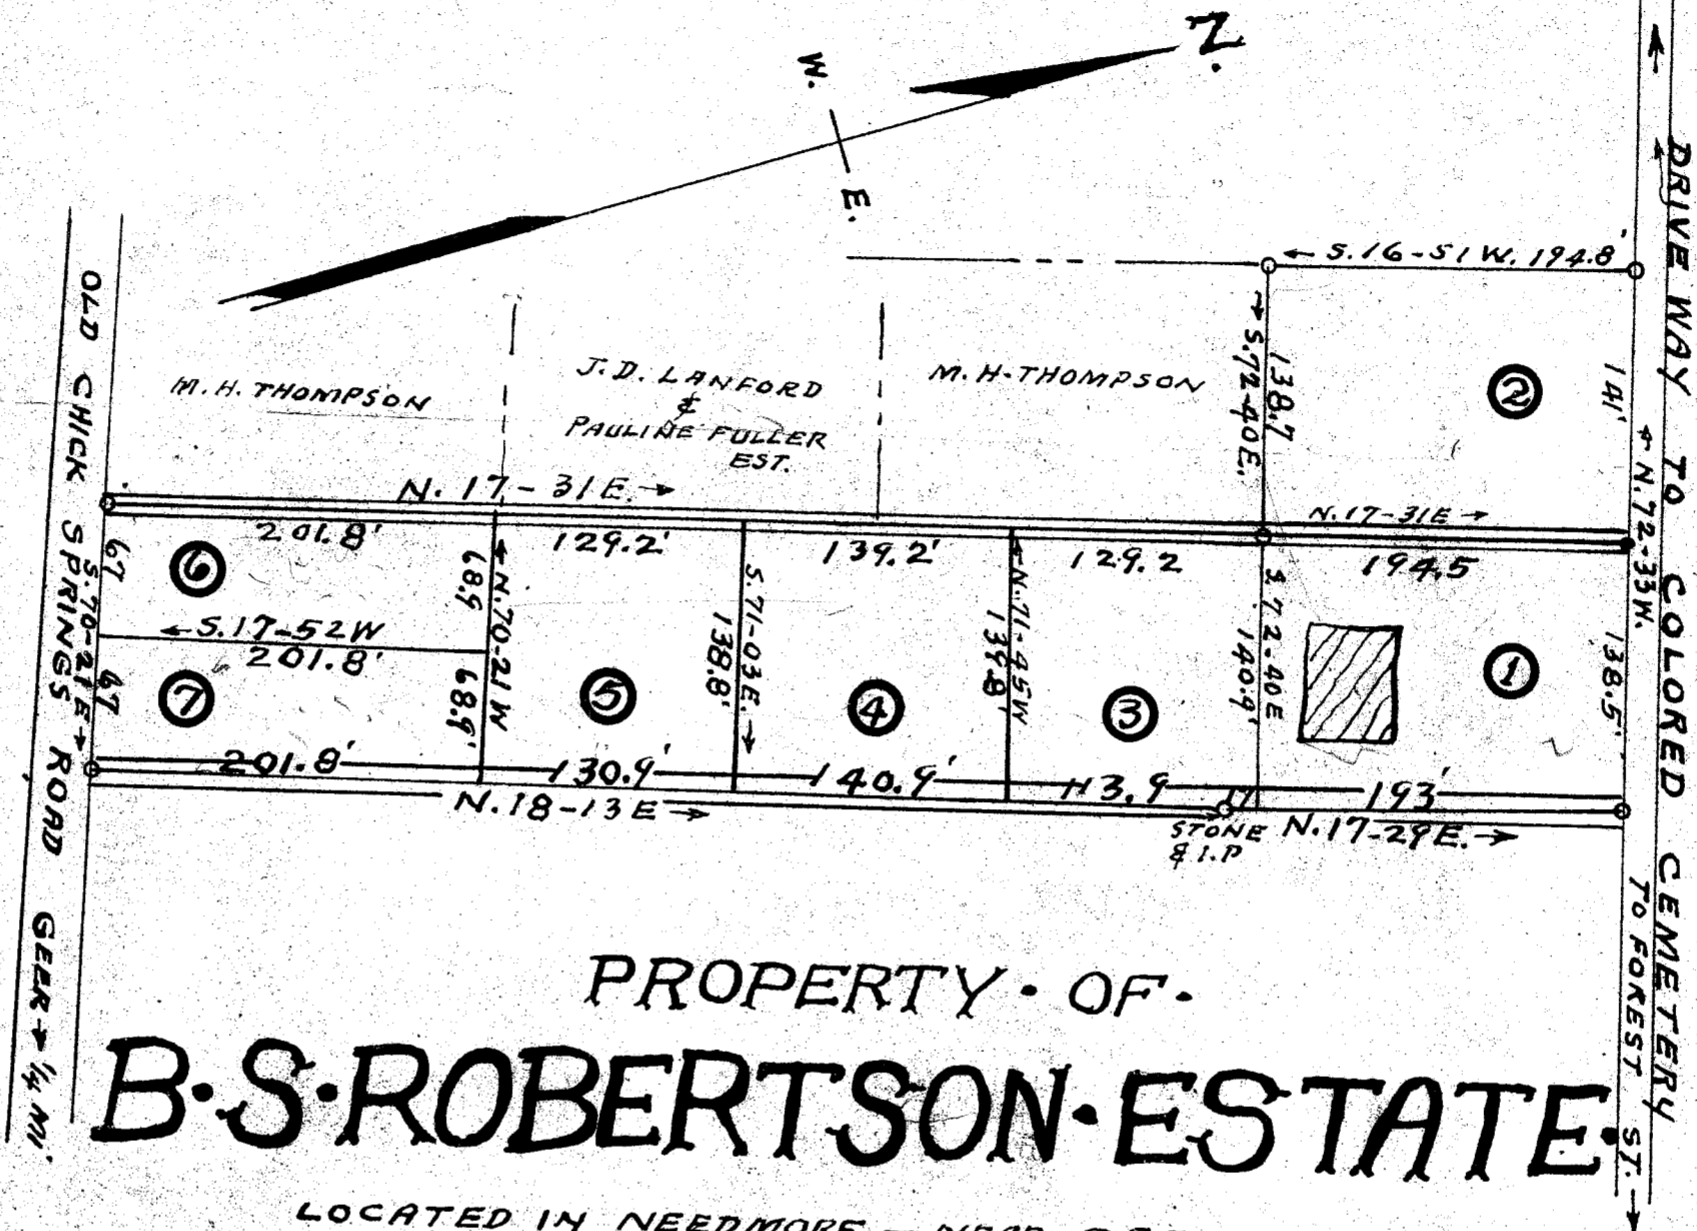 N.
W.
E.
DRIVE WAY TO COLORED CEMETERY
← S.16-51 W. 194.8'
→ S.72-40E.
138.7
②
141'
← N.72-33W.
OLD CHICK SPRINGS ROAD
GEER → 1/4 MI.
M. H. THOMPSON
J. D. LANFORD
&
PAULINE FULLER
EST.
M. H. THOMPSON
N. 17-31E. →
N.17-31E →
201.8'
129.2'
139.2'
129.2
194.5
⑥
67
68.9
← N.70-21W
S.71-03E. →
138.8'
← N.71-45W
139.8'
S 72-40E
140.9'
138.5'
← S.17-52W
201.8'
S.70-21E →
67
⑦
68.9'
⑤
④
③
①
201.8'
130.9'
140.9'
113.9
17'
193'
N.18-13E →
STONE
& I.P
N.17-29E. →
TO FOREST ST. →
PROPERTY · OF ·
B·S·ROBERTSON·ESTATE·
LOCATED IN NEEDMORE - NEAR